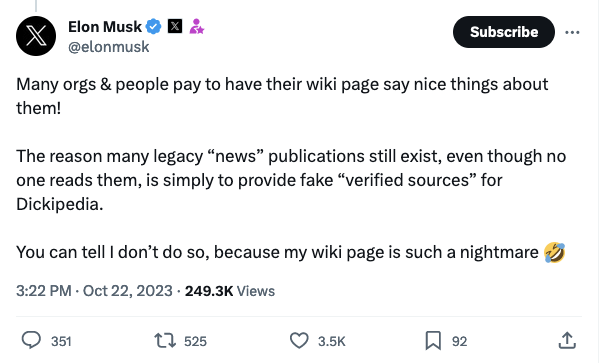 Elon Musk
@elonmusk
Subscribe
Many orgs & people pay to have their wiki page say nice things about
them!
The reason many legacy “news” publications still exist, even though no
one reads them, is simply to provide fake “verified sources” for
Dickipedia.
You can tell I don’t do so, because my wiki page is such a nightmare 🤣
3:22 PM · Oct 22, 2023 · 249.3K Views
351 525 3.5K 92